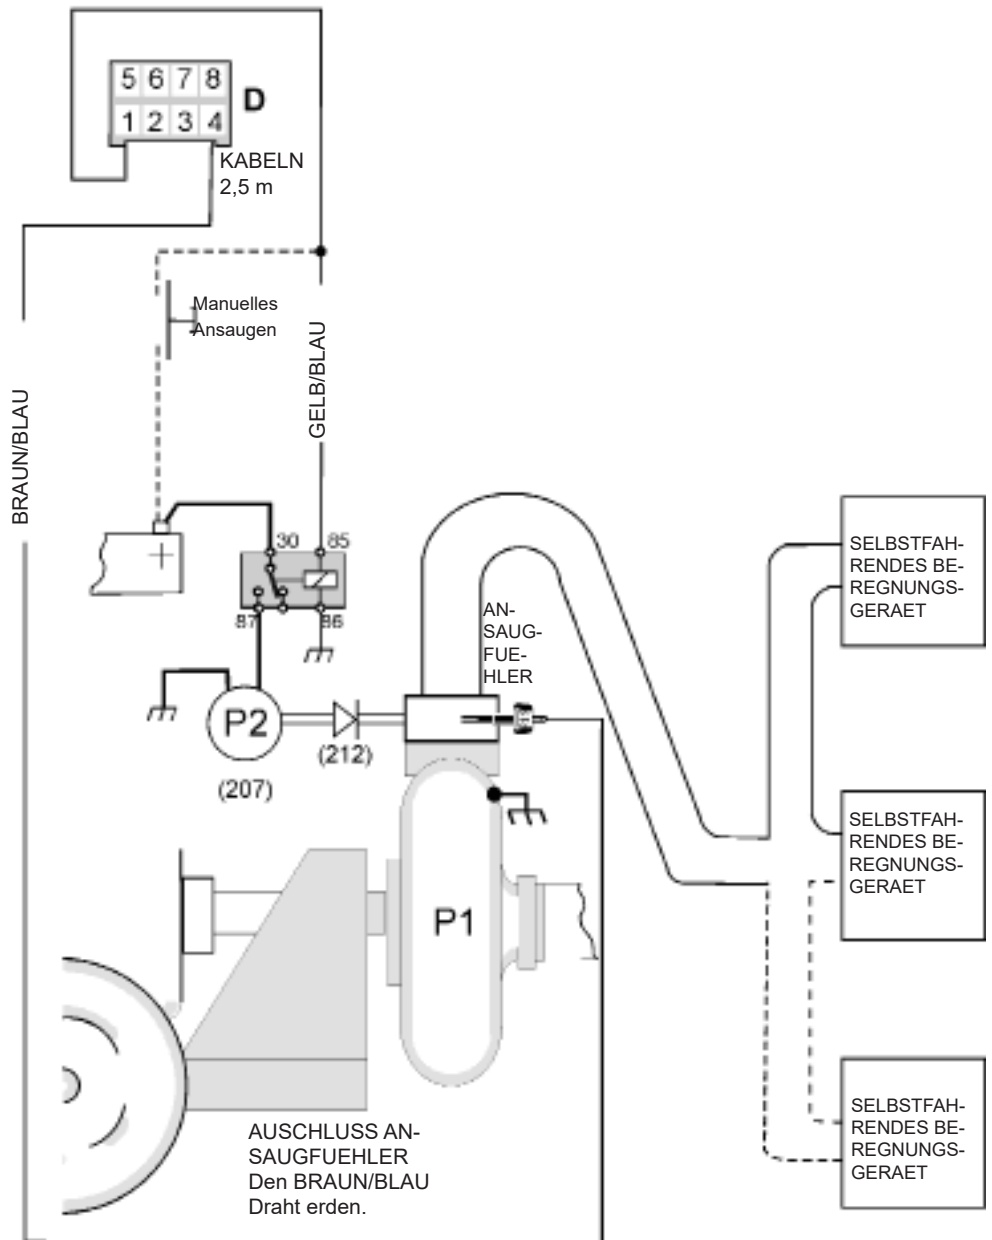 5 6 7 8
1 2 3 4
D
KABELN
2,5 m
Manuelles
Ansaugen
GELB/BLAU
BRAUN/BLAU
30
85
87
86
+
AN-
SAUG-
FUE-
HLER
P2
(212)
(207)
P1
SELBSTFAH-
RENDES BE-
REGNUNGS-
GERAET
SELBSTFAH-
RENDES BE-
REGNUNGS-
GERAET
SELBSTFAH-
RENDES BE-
REGNUNGS-
GERAET
AUSCHLUSS AN-
SAUGFUEHLER
Den BRAUN/BLAU
Draht erden.